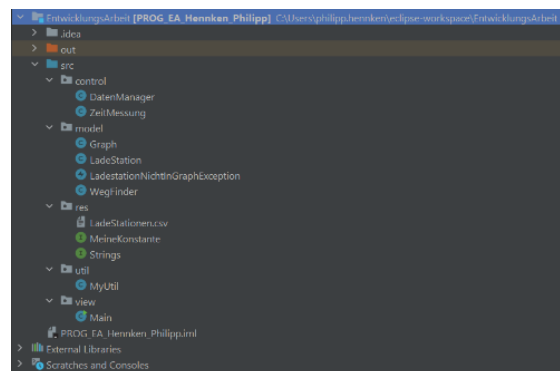 EntwicklungsArbeit [PROG_EA_Hennken_Philipp] C:\Users\philipp.hennken\eclipse-workspace\EntwicklungsArbeit
.idea
out
src
control
DatenManager
ZeitMessung
model
Graph
LadeStation
LadestationNichtInGraphException
WegFinder
res
LadeStationen.csv
MeineKonstante
Strings
util
MyUtil
view
Main
PROG_EA_Hennken_Philipp.iml
External Libraries
Scratches and Consoles